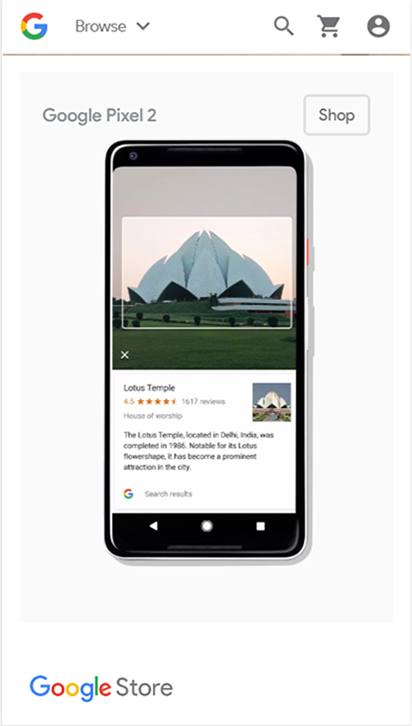 Browse
Google Pixel 2
Shop
Lotus Temple
4.5 1617 reviews
House of worship
The Lotus Temple, located in Delhi, India, was
completed in 1986. Notable for its Lotus
flowershape, it has become a prominent
attraction in the city.
Search results
Google Store